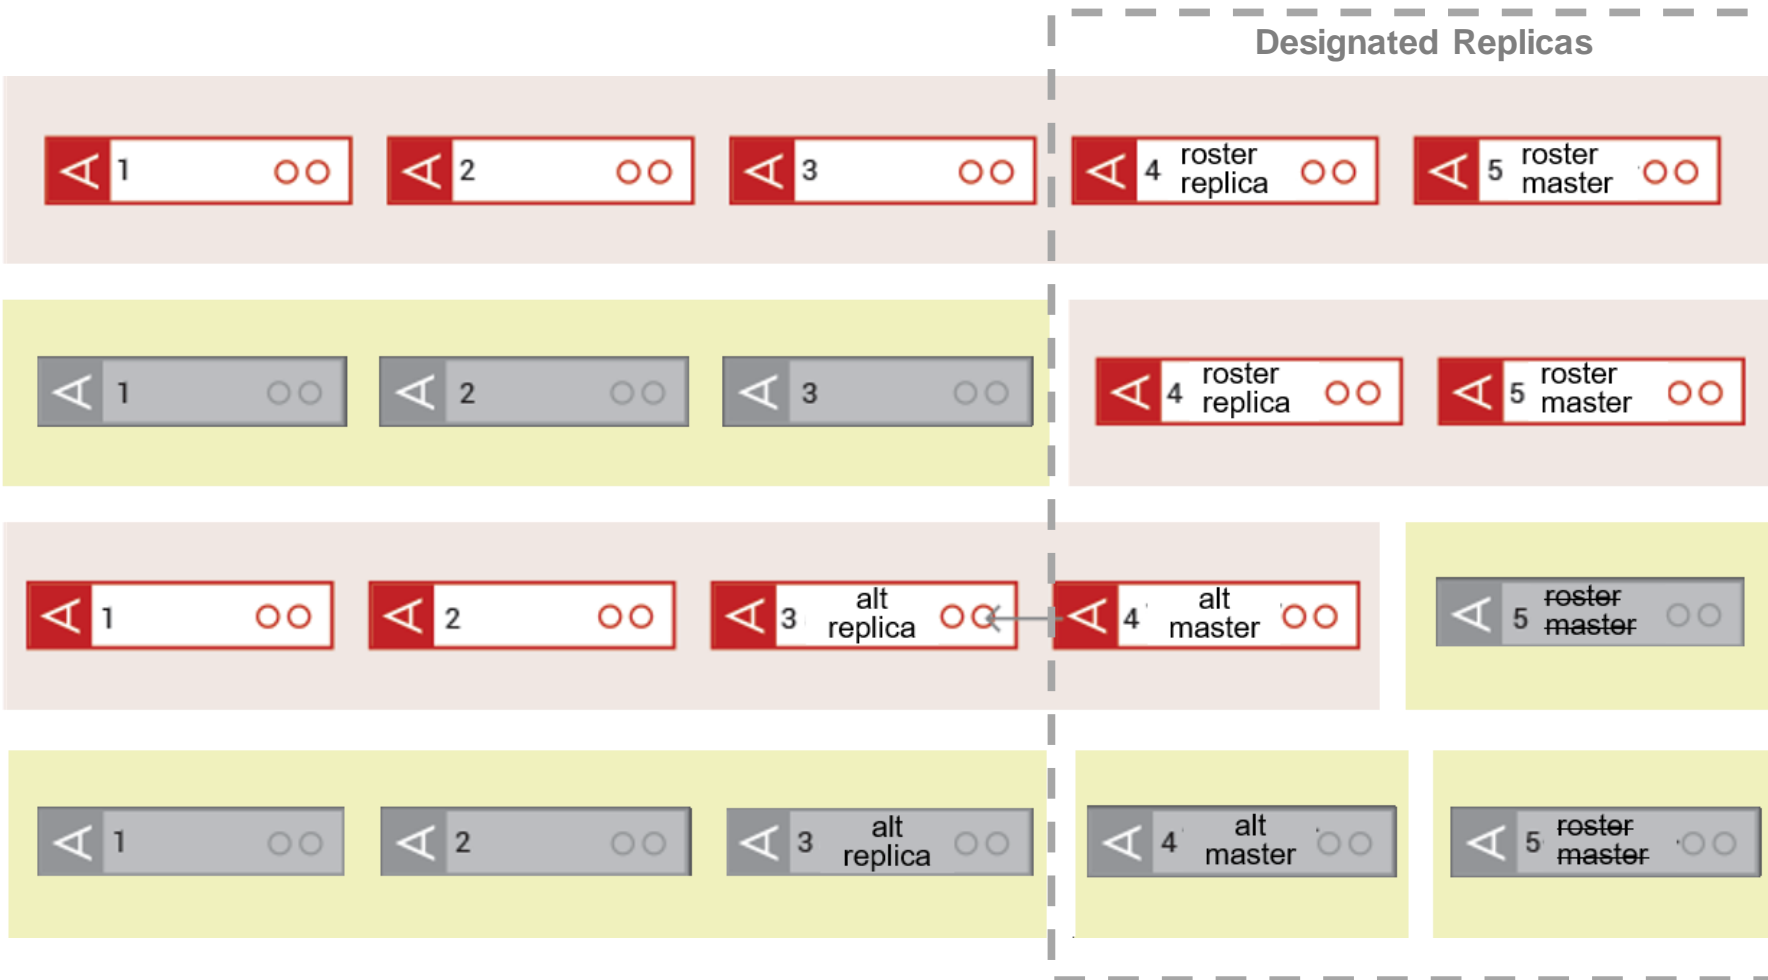 Designated Replicas
1
2
3
4 roster
replica
5 roster
master
1
2
3
4 roster
replica
5 roster
master
1
2
3 alt
replica
4 alt
master
5 roster
master
1
2
3 alt
replica
4 alt
master
5 roster
master